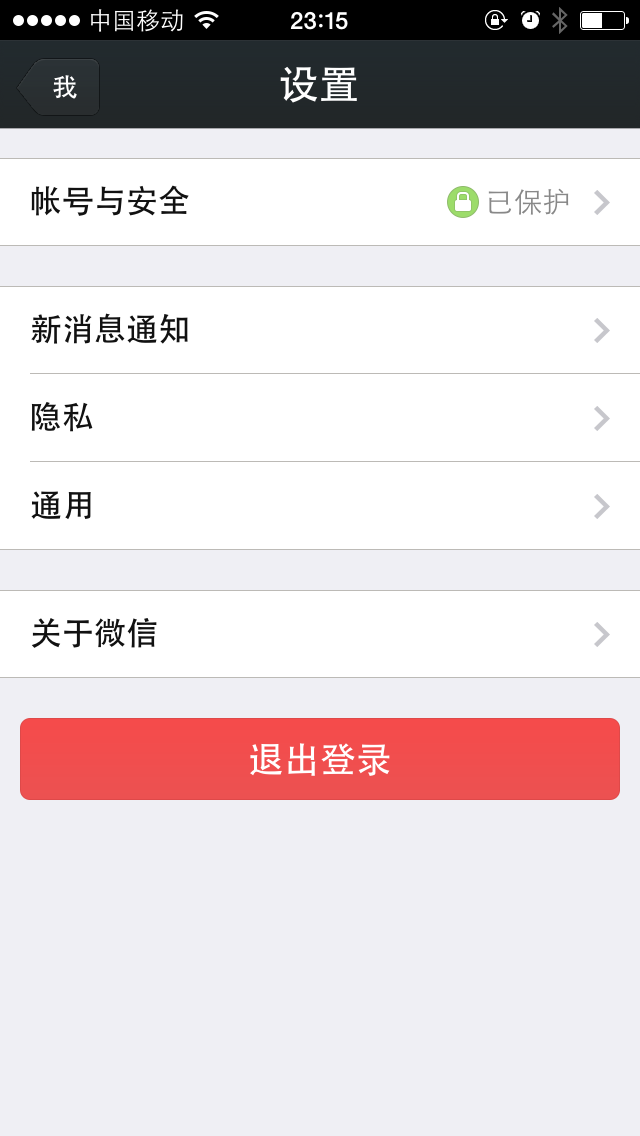 中国移动 23:15
我 设置
帐号与安全 已保护
新消息通知
隐私
通用
关于微信
退出登录